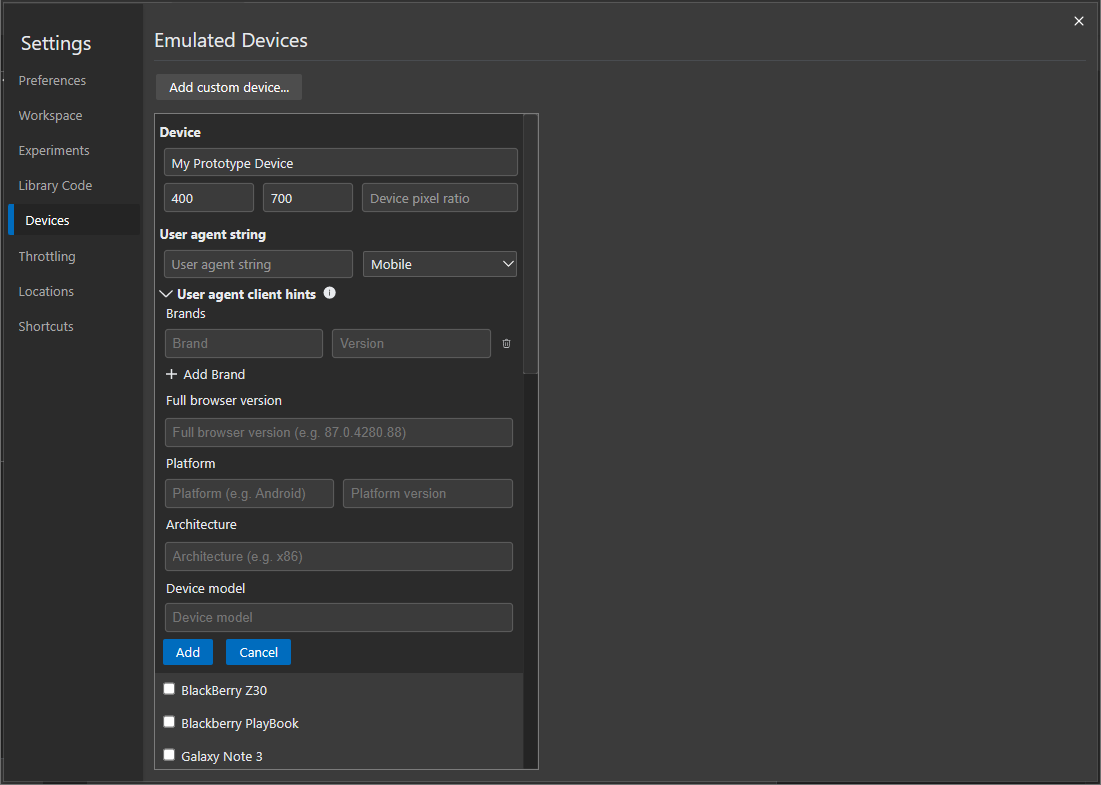 Settings
Preferences
Workspace
Experiments
Library Code
Devices
Throttling
Locations
Shortcuts
Emulated Devices
Add custom device...
Device
My Prototype Device
400 700 Device pixel ratio
User agent string
User agent string Mobile
User agent client hints
Brands
Brand Version
Add Brand
Full browser version
Full browser version (e.g. 87.0.4280.88)
Platform
Platform (e.g. Android) Platform version
Architecture
Architecture (e.g. x86)
Device model
Device model
Add Cancel
BlackBerry Z30
Blackberry PlayBook
Galaxy Note 3